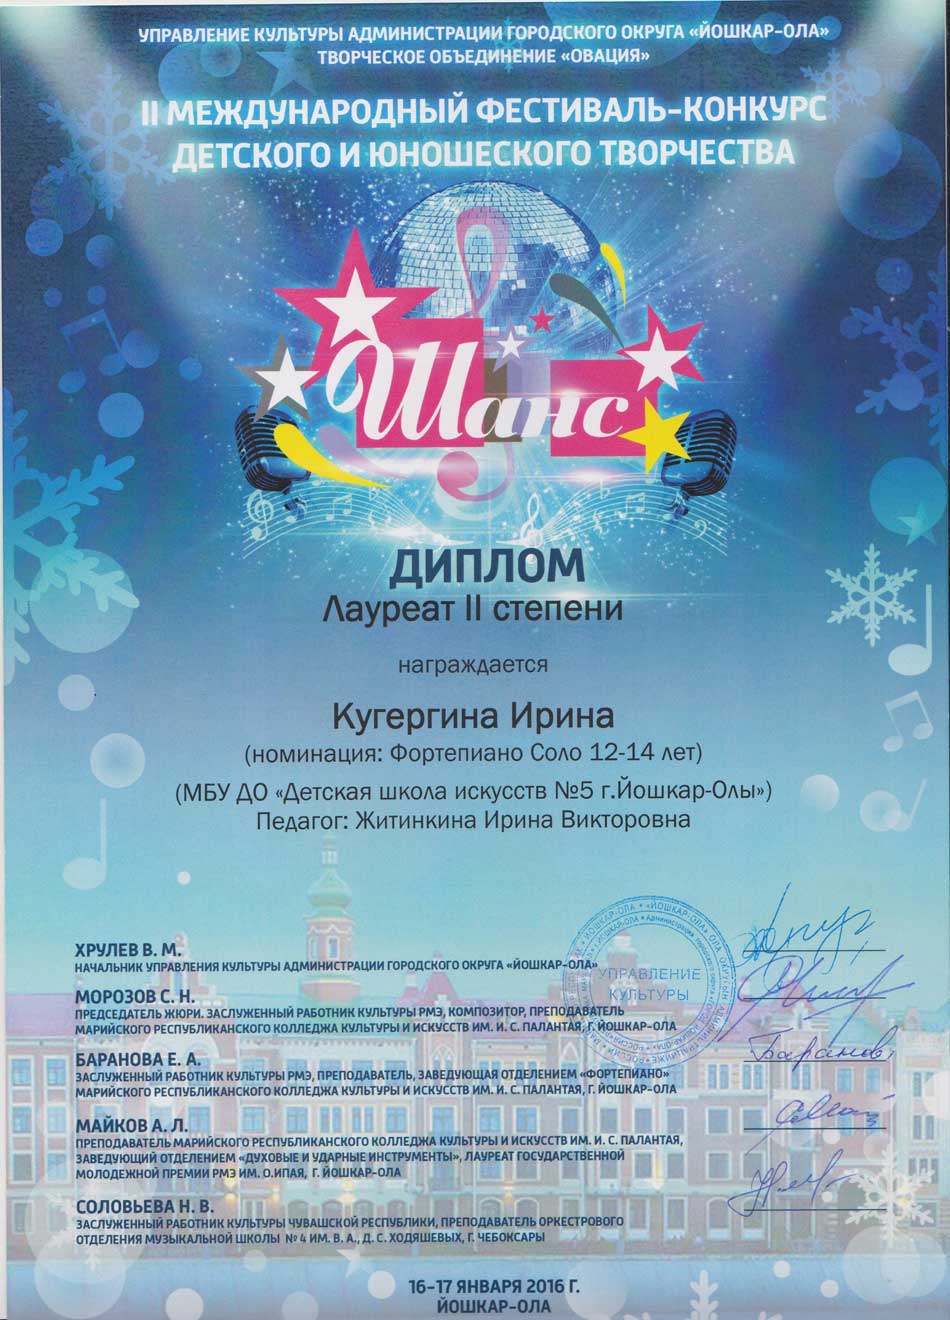 УПРАВЛЕНИЕ КУЛЬТУРЫ АДМИНИСТРАЦИИ ГОРОДСКОГО ОКРУГА «ЙОШКАР-ОЛА»
ТВОРЧЕСКОЕ ОБЪЕДИНЕНИЕ «ОВАЦИЯ»
II МЕЖДУНАРОДНЫЙ ФЕСТИВАЛЬ-КОНКУРС
ДЕТСКОГО И ЮНОШЕСКОГО ТВОРЧЕСТВА
Шанс
ДИПЛОМ
Лауреат II степени
награждается
Кугергина Ирина
(номинация: Фортепиано Соло 12-14 лет)
(МБУ ДО «Детская школа искусств №5 г.Йошкар-Олы»)
Педагог: Житинкина Ирина Викторовна
ХРУЛЕВ В. М.
НАЧАЛЬНИК УПРАВЛЕНИЯ КУЛЬТУРЫ АДМИНИСТРАЦИИ ГОРОДСКОГО ОКРУГА «ЙОШКАР-ОЛА»
УПРАВЛЕНИЕ
КУЛЬТУРЫ
МОРОЗОВ С. Н.
ПРЕДСЕДАТЕЛЬ ЖЮРИ. ЗАСЛУЖЕННЫЙ РАБОТНИК КУЛЬТУРЫ РМЭ, КОМПОЗИТОР, ПРЕПОДАВАТЕЛЬ
МАРИЙСКОГО РЕСПУБЛИКАНСКОГО КОЛЛЕДЖА КУЛЬТУРЫ И ИСКУССТВ ИМ. И. С. ПАЛАНТАЯ, Г. ЙОШКАР-ОЛА
БАРАНОВА Е. А.
ЗАСЛУЖЕННЫЙ РАБОТНИК КУЛЬТУРЫ РМЭ, ПРЕПОДАВАТЕЛЬ, ЗАВЕДУЮЩАЯ ОТДЕЛЕНИЕМ «ФОРТЕПИАНО»
МАРИЙСКОГО РЕСПУБЛИКАНСКОГО КОЛЛЕДЖА КУЛЬТУРЫ И ИСКУССТВ ИМ. И. С. ПАЛАНТАЯ, Г. ЙОШКАР-ОЛА
МАЙКОВ А. Л.
ПРЕПОДАВАТЕЛЬ МАРИЙСКОГО РЕСПУБЛИКАНСКОГО КОЛЛЕДЖА КУЛЬТУРЫ И ИСКУССТВ ИМ. И. С. ПАЛАНТАЯ,
ЗАВЕДУЮЩИЙ ОТДЕЛЕНИЕМ «ДУХОВЫЕ И УДАРНЫЕ ИНСТРУМЕНТЫ», ЛАУРЕАТ ГОСУДАРСТВЕННОЙ
МОЛОДЕЖНОЙ ПРЕМИИ РМЭ ИМ. О.ИПАЯ, Г. ЙОШКАР-ОЛА
СОЛОВЬЕВА Н. В.
ЗАСЛУЖЕННЫЙ РАБОТНИК КУЛЬТУРЫ ЧУВАШСКОЙ РЕСПУБЛИКИ, ПРЕПОДАВАТЕЛЬ ОРКЕСТРОВОГО
ОТДЕЛЕНИЯ МУЗЫКАЛЬНОЙ ШКОЛЫ № 4 ИМ. В. А., Д. С. ХОДЯШЕВЫХ, Г. ЧЕБОКСАРЫ
16-17 ЯНВАРЯ 2016 Г.
ЙОШКАР-ОЛА